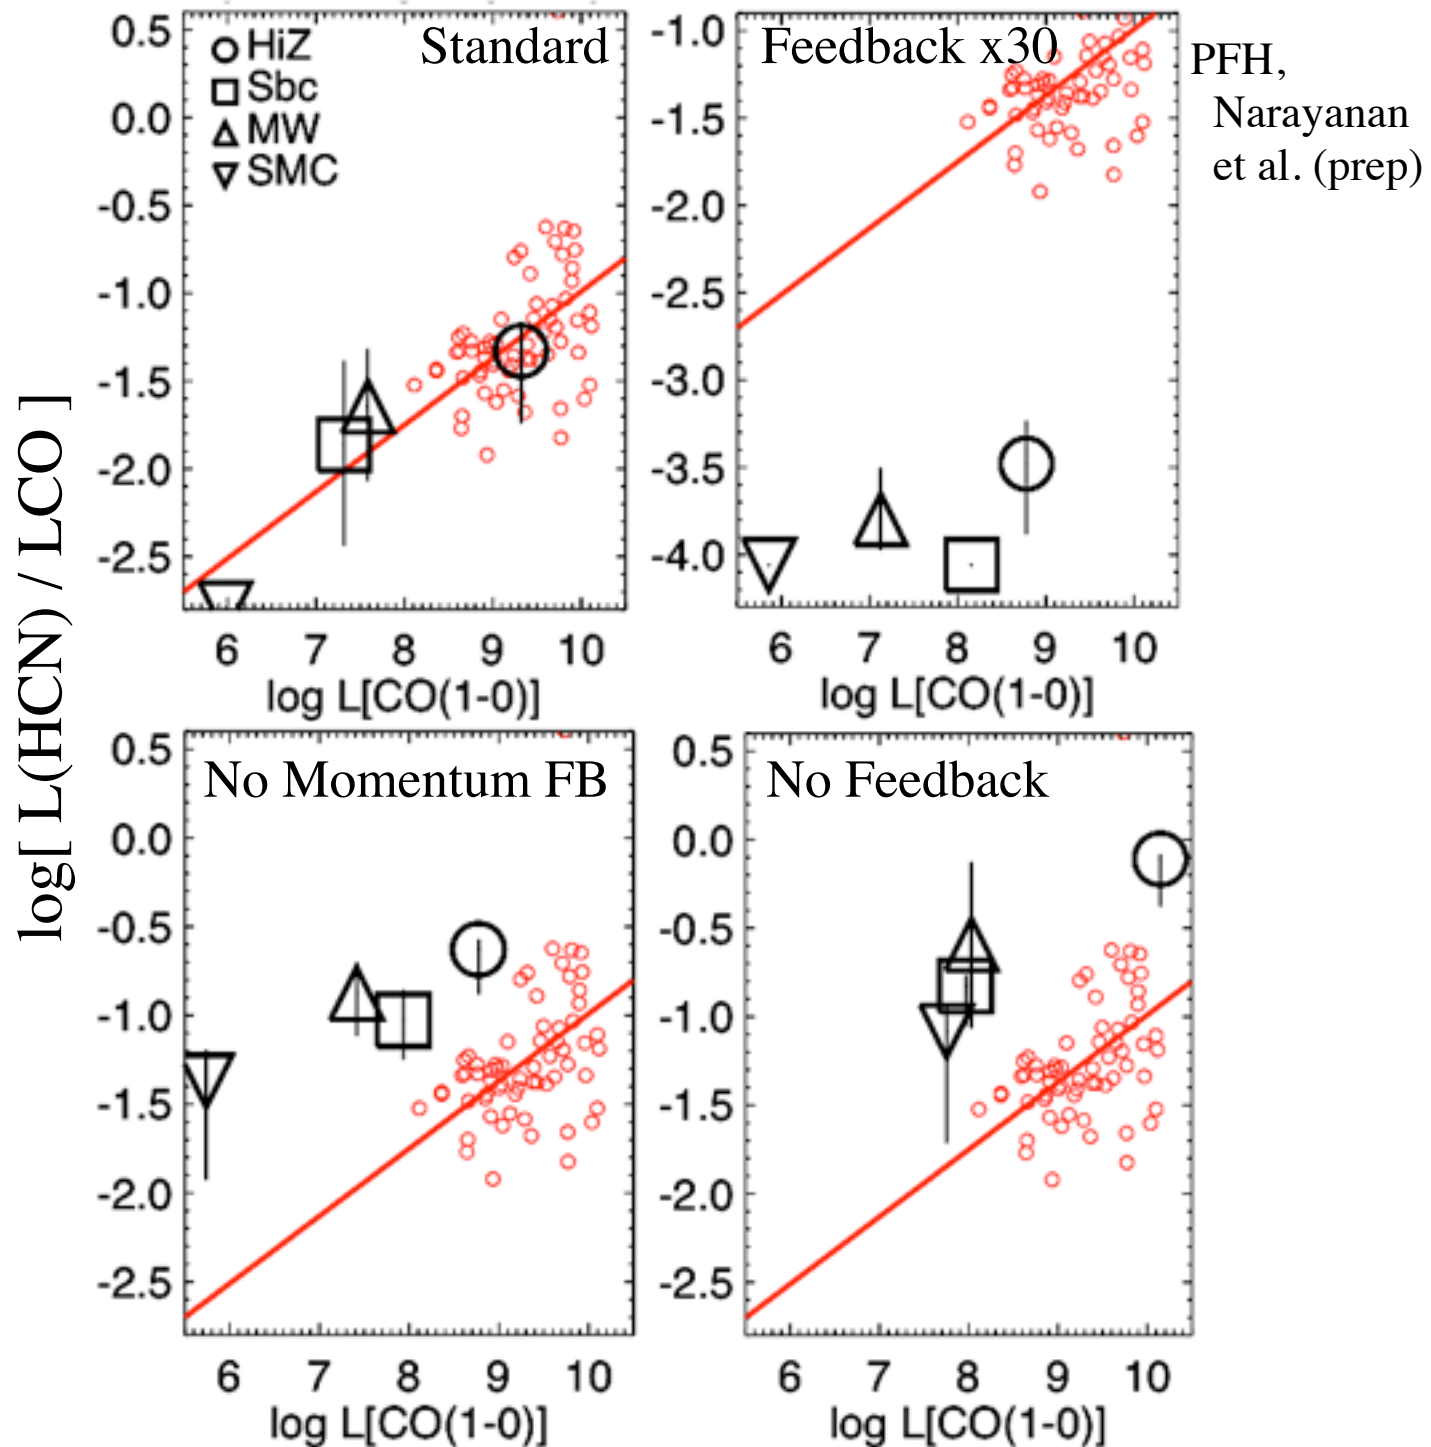 Standard
HiZ
Sbc
MW
SMC
0.5
0.0
-0.5
-1.0
-1.5
-2.0
-2.5
6 7 8 9 10
log L[CO(1-0)]
Feedback x30
-1.0
-1.5
-2.0
-2.5
-3.0
-3.5
-4.0
6 7 8 9 10
log L[CO(1-0)]
PFH,
Narayanan
et al. (prep)
log[ L(HCN) / LCO ]
No Momentum FB
0.5
0.0
-0.5
-1.0
-1.5
-2.0
-2.5
6 7 8 9 10
log L[CO(1-0)]
No Feedback
0.5
0.0
-0.5
-1.0
-1.5
-2.0
-2.5
6 7 8 9 10
log L[CO(1-0)]